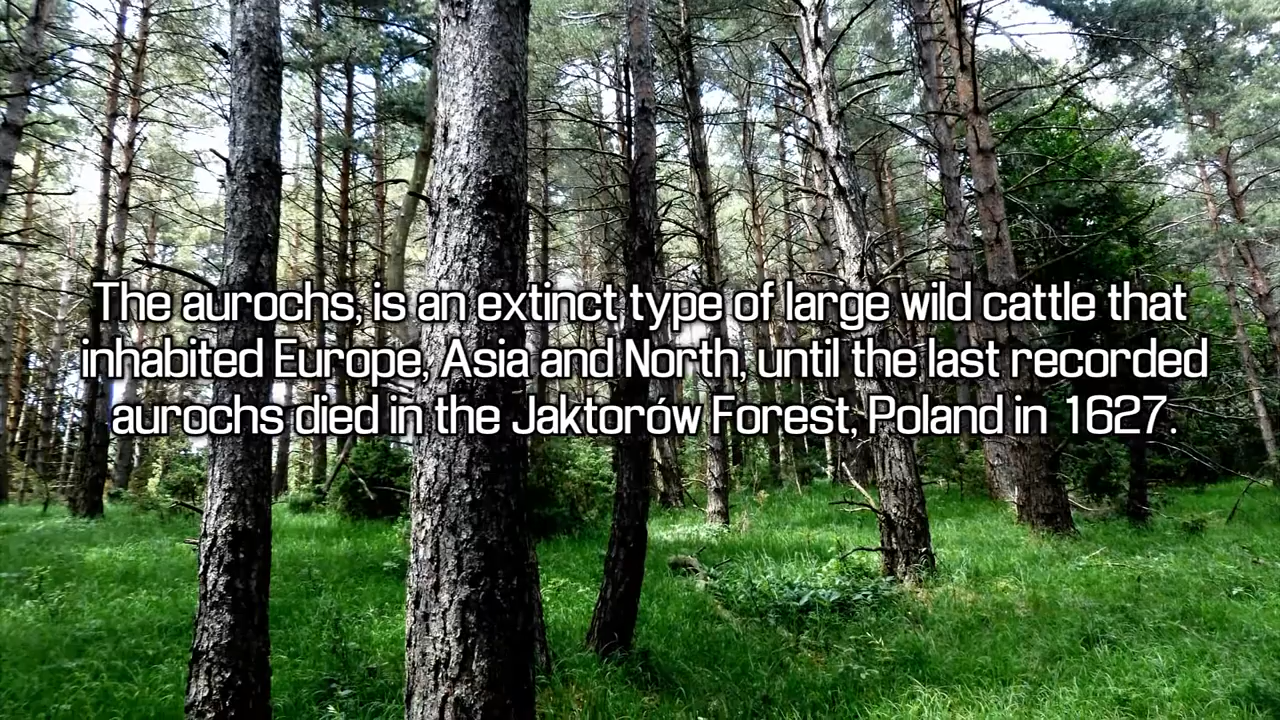 The aurochs, is an extinct type of large wild cattle that
inhabited Europe, Asia and North, until the last recorded
aurochs died in the Jaktorów Forest, Poland in 1627.